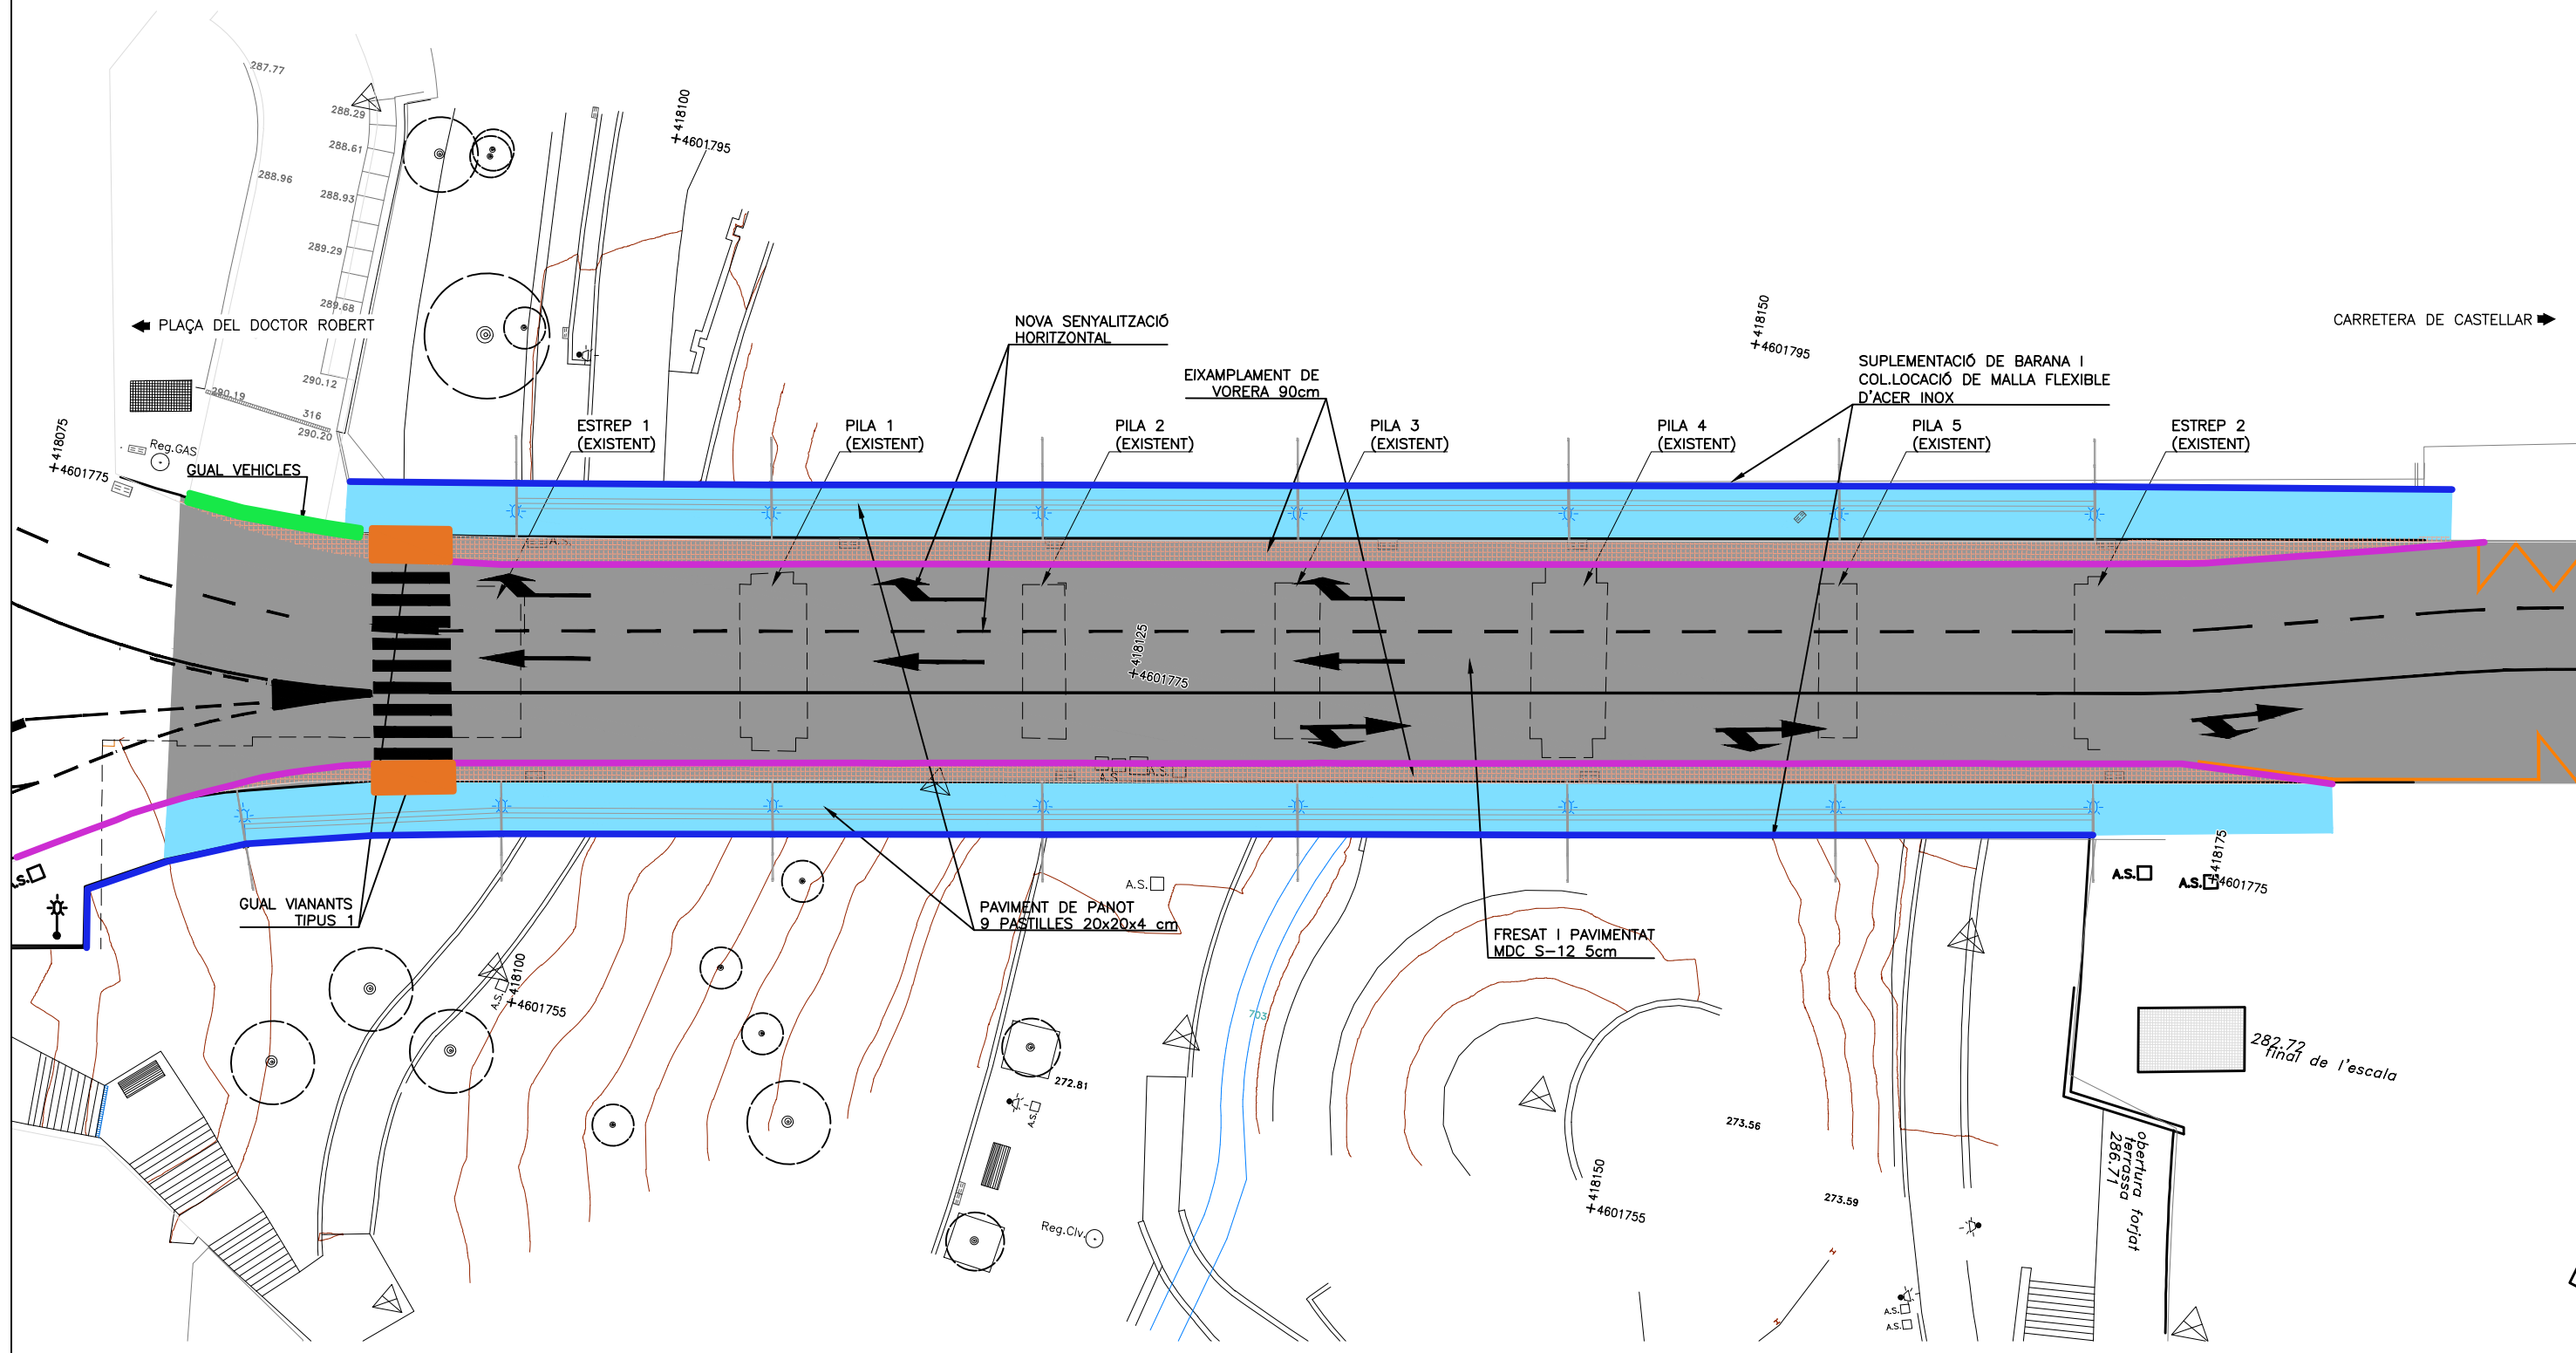 287.77
288.29
288.61
288.96
288.93
289.29
289.68
290.12
290.19
316
290.20
418100
+4601795
PLAÇA DEL DOCTOR ROBERT
CARRETERA DE CASTELLAR
418150
+4601795
NOVA SENYALITZACIÓ
HORITZONTAL
EIXAMPLAMENT DE
VORERA 90cm
SUPLEMENTACIÓ DE BARANA I
COL.LOCACIÓ DE MALLA FLEXIBLE
D'ACER INOX
ESTREP 1
(EXISTENT)
PILA 1
(EXISTENT)
PILA 2
(EXISTENT)
PILA 3
(EXISTENT)
PILA 4
(EXISTENT)
PILA 5
(EXISTENT)
ESTREP 2
(EXISTENT)
418075
+4601775
Reg.GAS
GUAL VEHICLES
A.S.
418125
+4601775
A.S.
A.S.
A.S.
GUAL VIANANTS
TIPUS 1
PAVIMENT DE PANOT
9 PASTILLES 20x20x4 cm
A.S.
FRESAT I PAVIMENTAT
MDC S-12 5cm
A.S.
A.S.
418175
+4601775
A.S.
418100
+4601755
703
272.81
A.S.
282.72
final de l'escala
273.56
273.59
418150
+4601755
obertura forjat
terrassa
286.71
Reg.Clv.
A.S.
A.S.